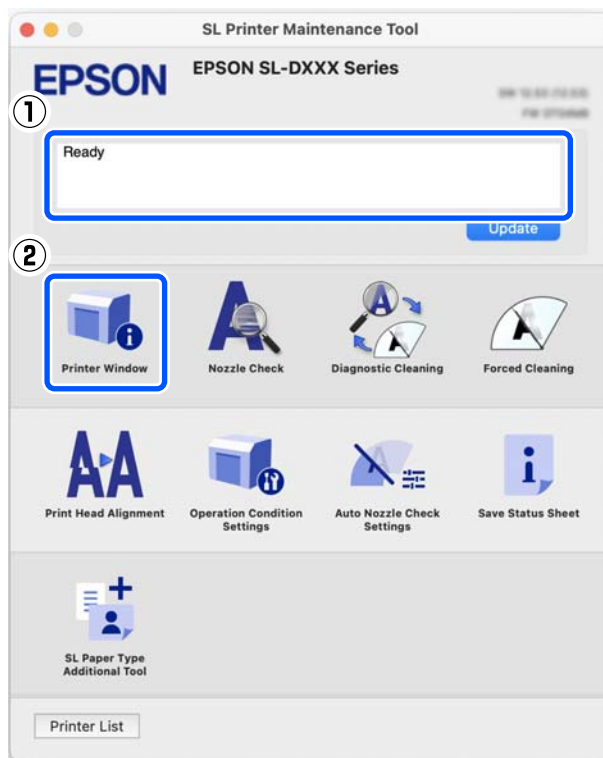 SL Printer Maintenance Tool
EPSON
EPSON SL-DXXX Series
①
Ready
Update
②
Printer Window
Nozzle Check
Diagnostic Cleaning
Forced Cleaning
Print Head Alignment
Operation Condition
Settings
Auto Nozzle Check
Settings
Save Status Sheet
SL Paper Type
Additional Tool
Printer List